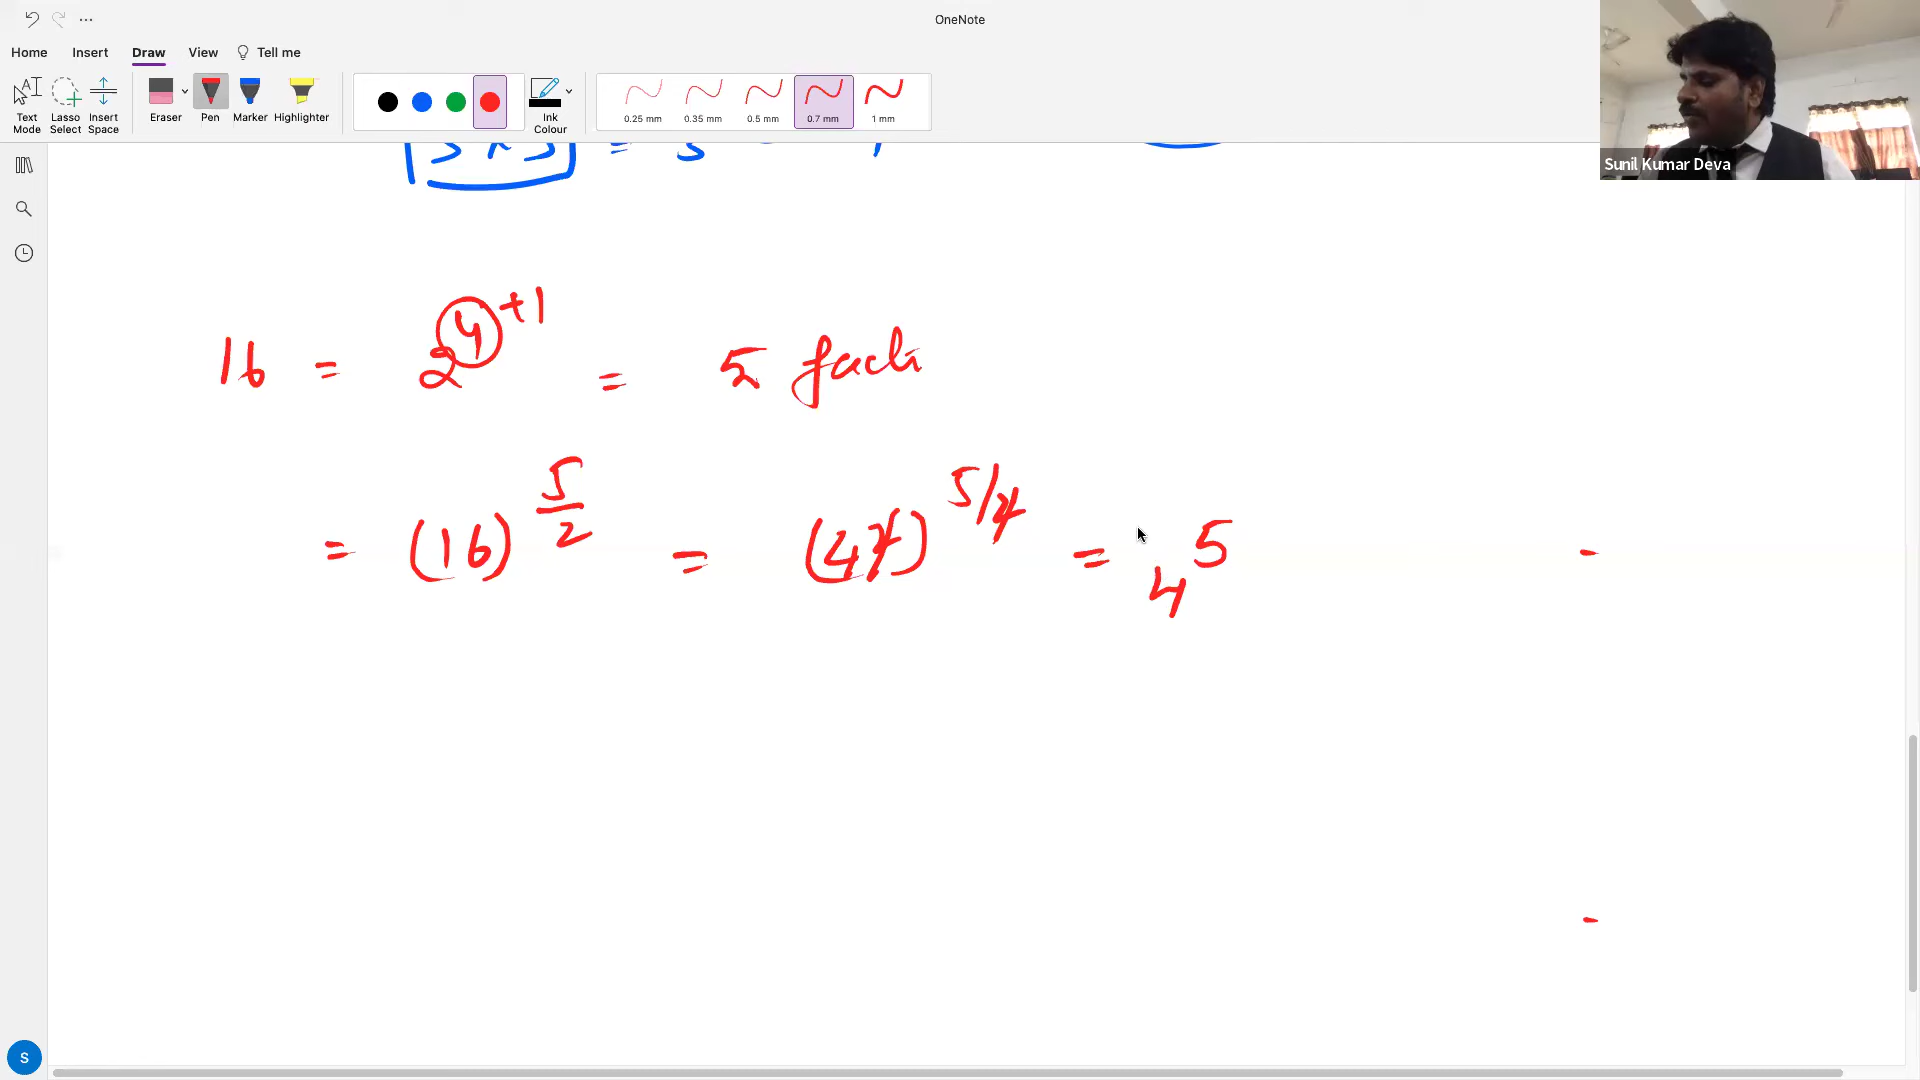 OneNote
Home Insert Draw View Tell me
Text Mode Lasso Select Insert Space Eraser Pen Marker Highlighter Ink Colour 0.25 mm 0.35 mm 0.5 mm 0.7 mm 1 mm
Sunil Kumar Deva
16 = 2^4 +1 = 5 facti
= (16)^5/2 = (4^2)^5/2 = 4^5
S